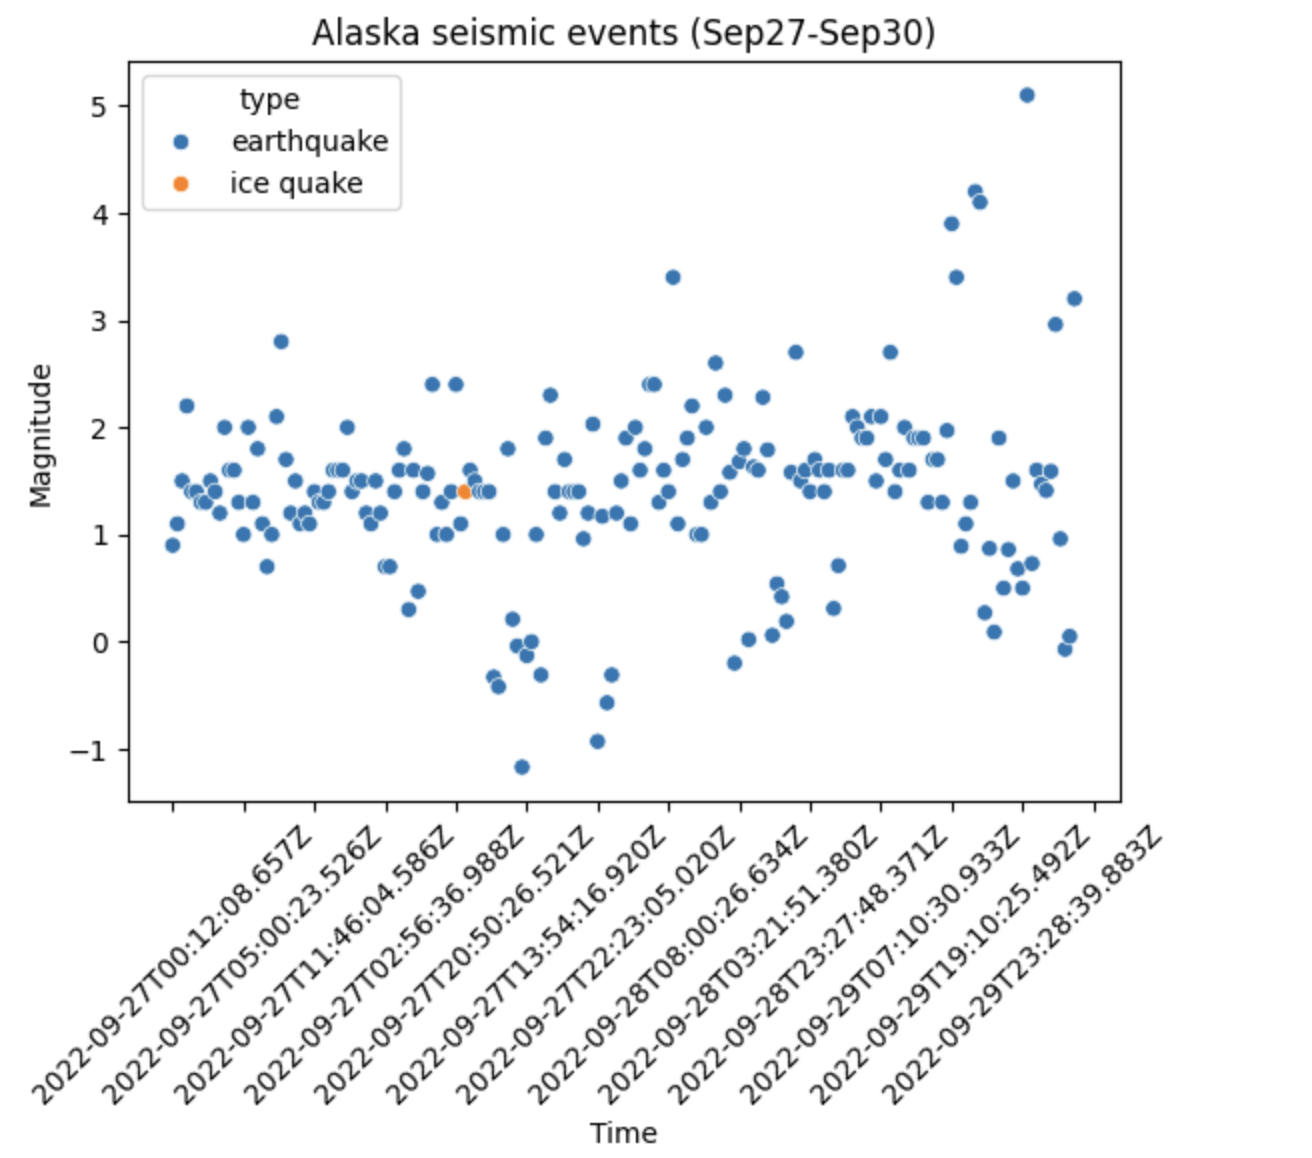 Alaska seismic events (Sep27-Sep30)
type
earthquake
ice quake
Magnitude
5
4
3
2
1
0
−1
2022-09-27T00:12:08.657Z
2022-09-27T05:00:23.526Z
2022-09-27T11:46:04.586Z
2022-09-27T02:56:36.988Z
2022-09-27T20:50:26.521Z
2022-09-27T13:54:16.920Z
2022-09-27T22:23:05.020Z
2022-09-28T08:00:26.634Z
2022-09-28T03:21:51.380Z
2022-09-28T23:27:48.371Z
2022-09-29T07:10:30.933Z
2022-09-29T19:10:25.492Z
2022-09-29T23:28:39.883Z
Time